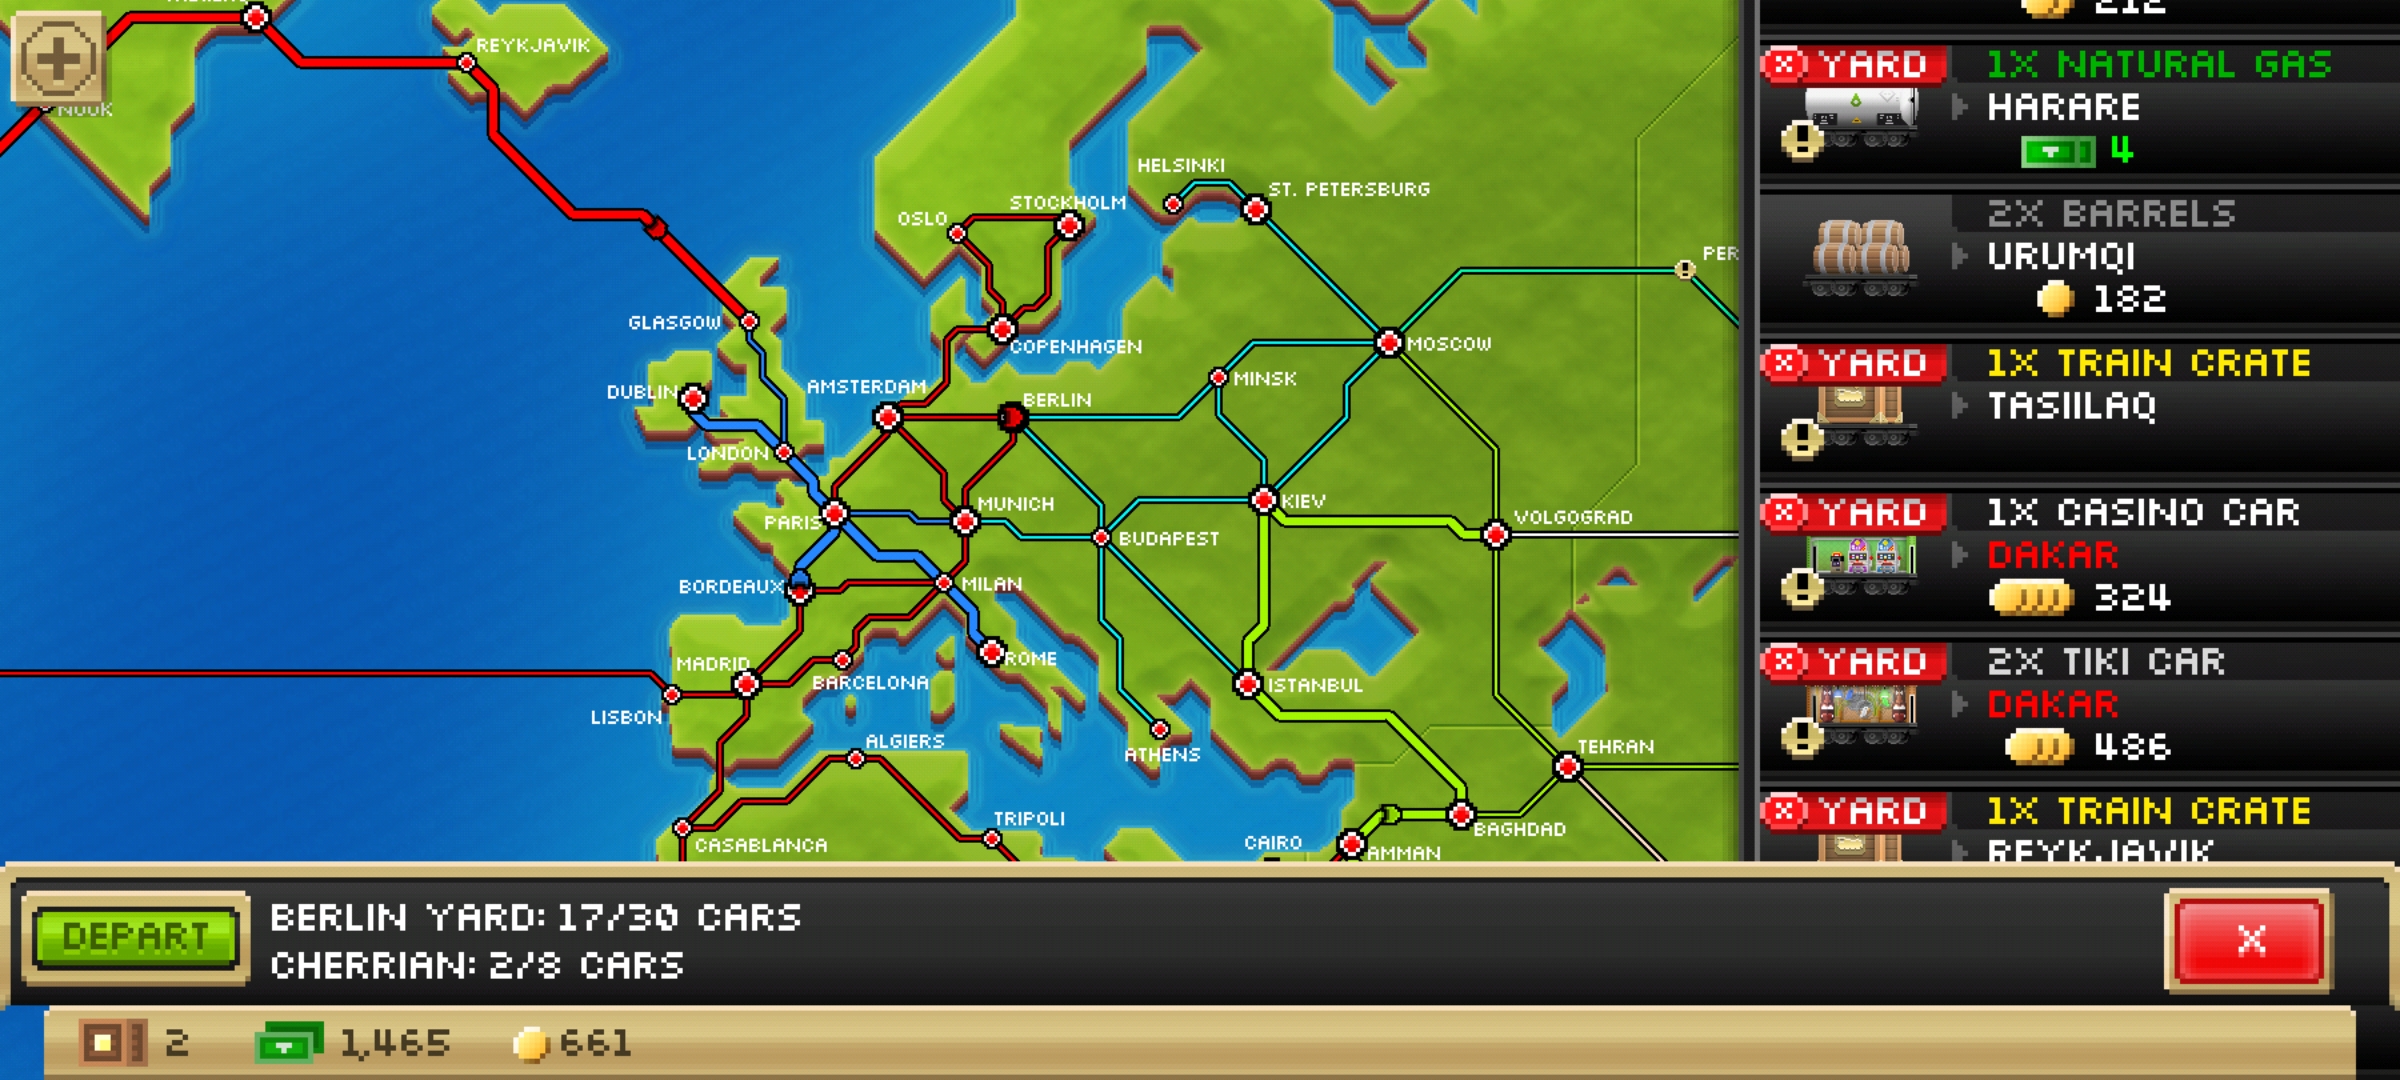 REYKJAVIK
NUUK
HELSINKI
ST. PETERSBURG
STOCKHOLM
OSLO
PER
GLASGOW
COPENHAGEN
MOSCOW
MINSK
DUBLIN
AMSTERDAM
BERLIN
LONDON
MUNICH
KIEV
PARIS
VOLGOGRAD
BUDAPEST
BORDEAUX
MILAN
MADRID
ROME
BARCELONA
ISTANBUL
LISBON
ALGIERS
ATHENS
TEHRAN
TRIPOLI
BAGHDAD
CASABLANCA
CAIRO
AMMAN
212
YARD
1X NATURAL GAS
HARARE
4
2X BARRELS
URUMQI
182
YARD
1X TRAIN CRATE
TASIILAQ
YARD
1X CASINO CAR
DAKAR
324
YARD
2X TIKI CAR
DAKAR
486
YARD
1X TRAIN CRATE
REYKJAVIK
DEPART
BERLIN YARD: 17/30 CARS
CHERRIAN: 2/8 CARS
X
2
1,465
661